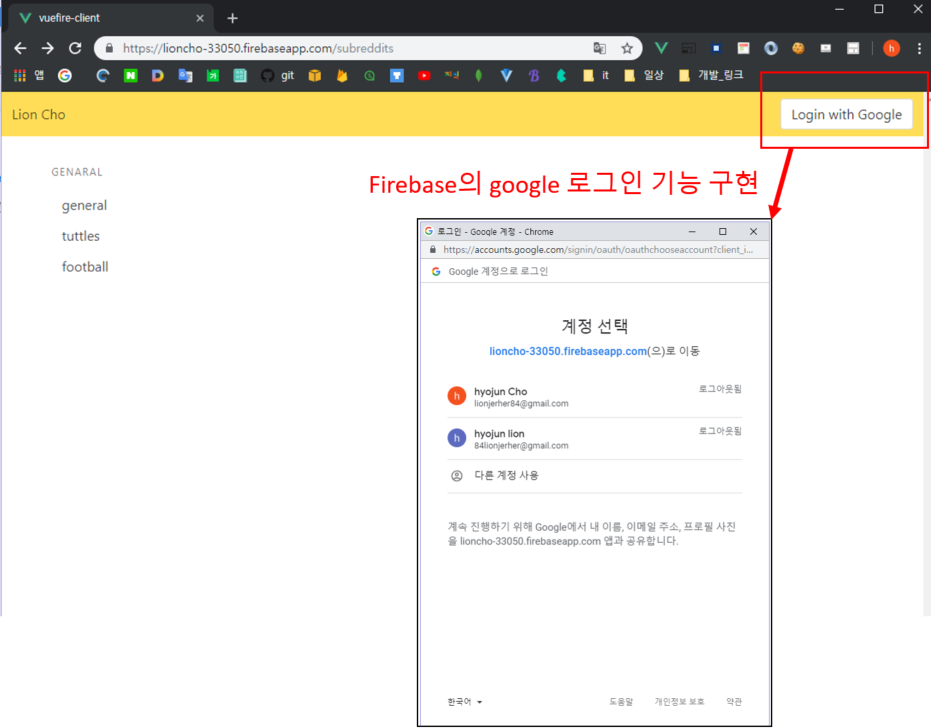 vuefire-client
https://lioncho-33050.firebaseapp.com/subreddits
h
앱
N
git
it
일상
개발_링크
Lion Cho
Login with Google
GENARAL
general
tuttles
football
Firebase의 google 로그인 기능 구현
로그인 - Google 계정 - Chrome
https://accounts.google.com/signin/oauth/oauthchooseaccount?client_i...
Google 계정으로 로그인
계정 선택
lioncho-33050.firebaseapp.com(으)로 이동
h
hyojun Cho
로그아웃됨
lionjerher84@gmail.com
h
hyojun lion
로그아웃됨
84lionjerher@gmail.com
다른 계정 사용
계속 진행하기 위해 Google에서 내 이름, 이메일 주소, 프로필 사진
을 lioncho-33050.firebaseapp.com 앱과 공유합니다.
한국어
도움말 개인정보 보호 약관